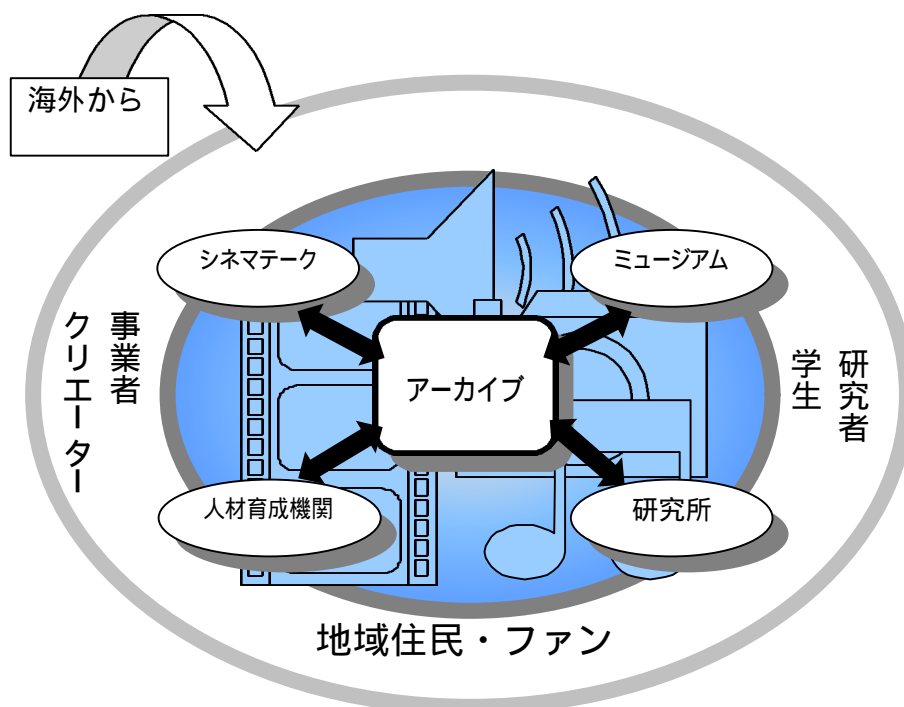 海外から
シネマテーク
ミュージアム
事業者
クリエーター
アーカイブ
研究者
学生
人材育成機関
研究所
地域住民・ファン